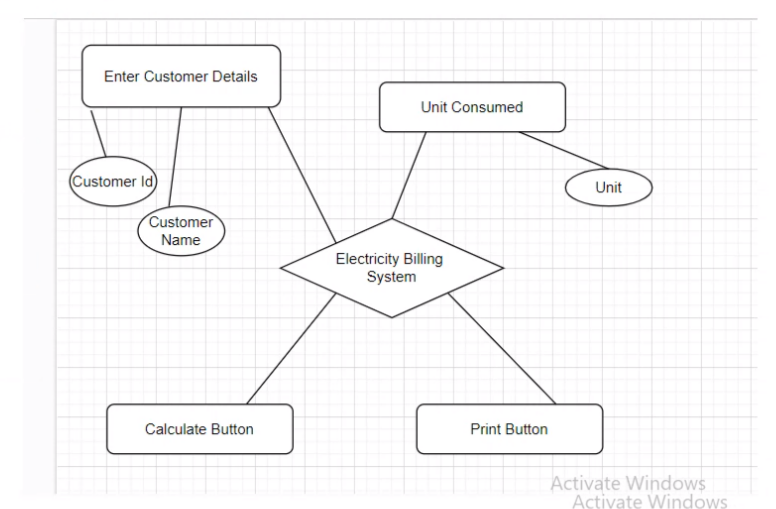 Enter Customer Details
Unit Consumed
Customer Id
Unit
Customer
Name
Electricity Billing
System
Calculate Button
Print Button
Activate Windows
Activate Windows